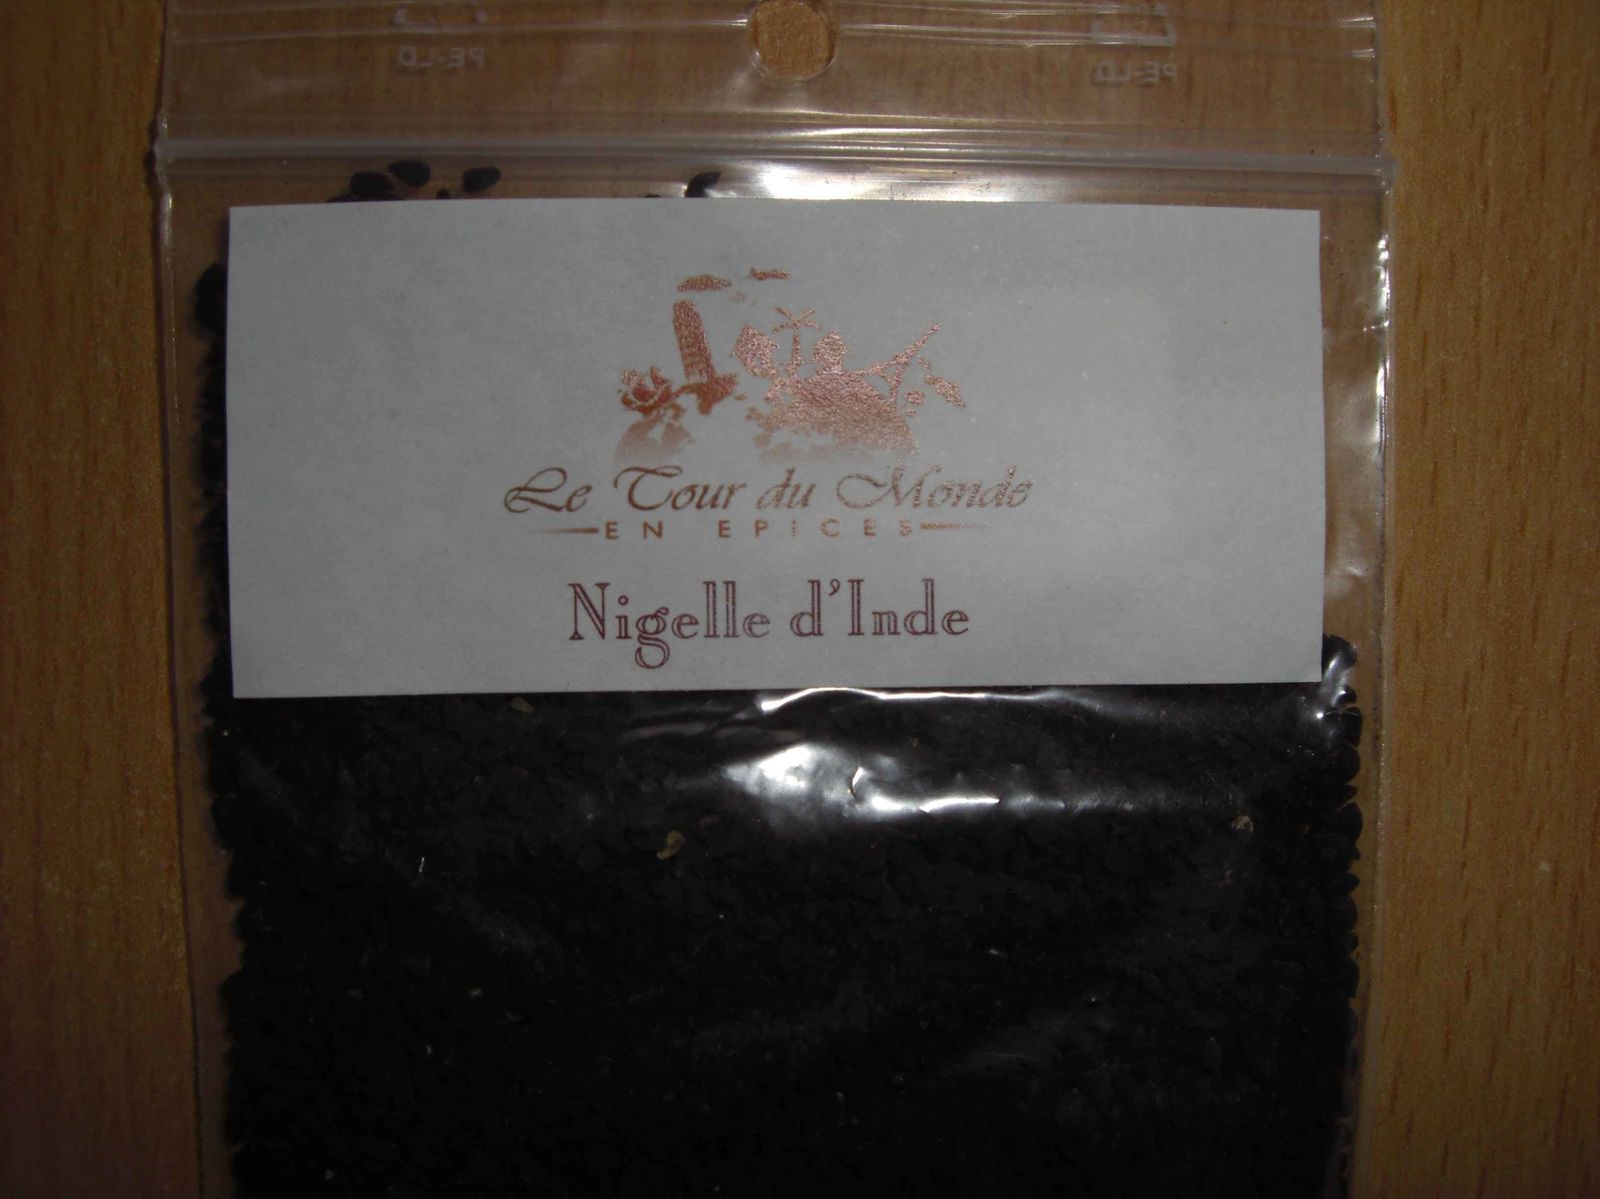 PE-LD PE-LD
Le Tour du Monde
EN EPICES
Nigelle d'Inde